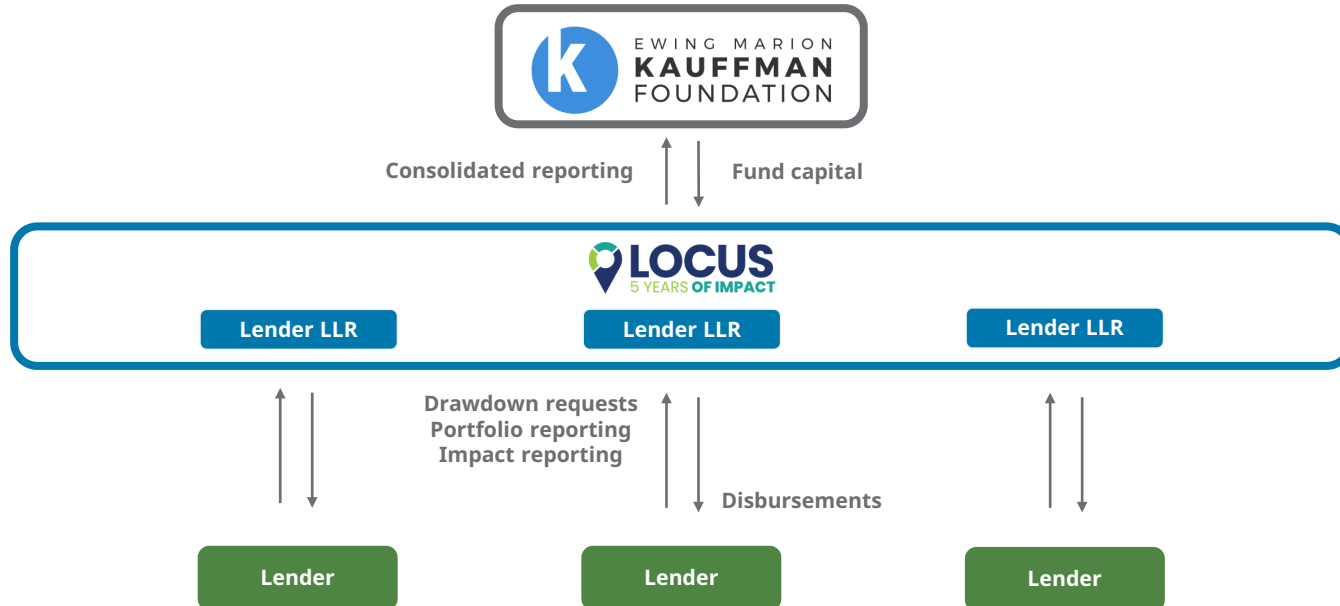 EWING MARION
KAUFFMAN
FOUNDATION
Consolidated reporting
Fund capital
LOCUS
5 YEARS OF IMPACT
Lender LLR
Lender LLR
Lender LLR
Drawdown requests
Portfolio reporting
Impact reporting
Disbursements
Lender
Lender
Lender